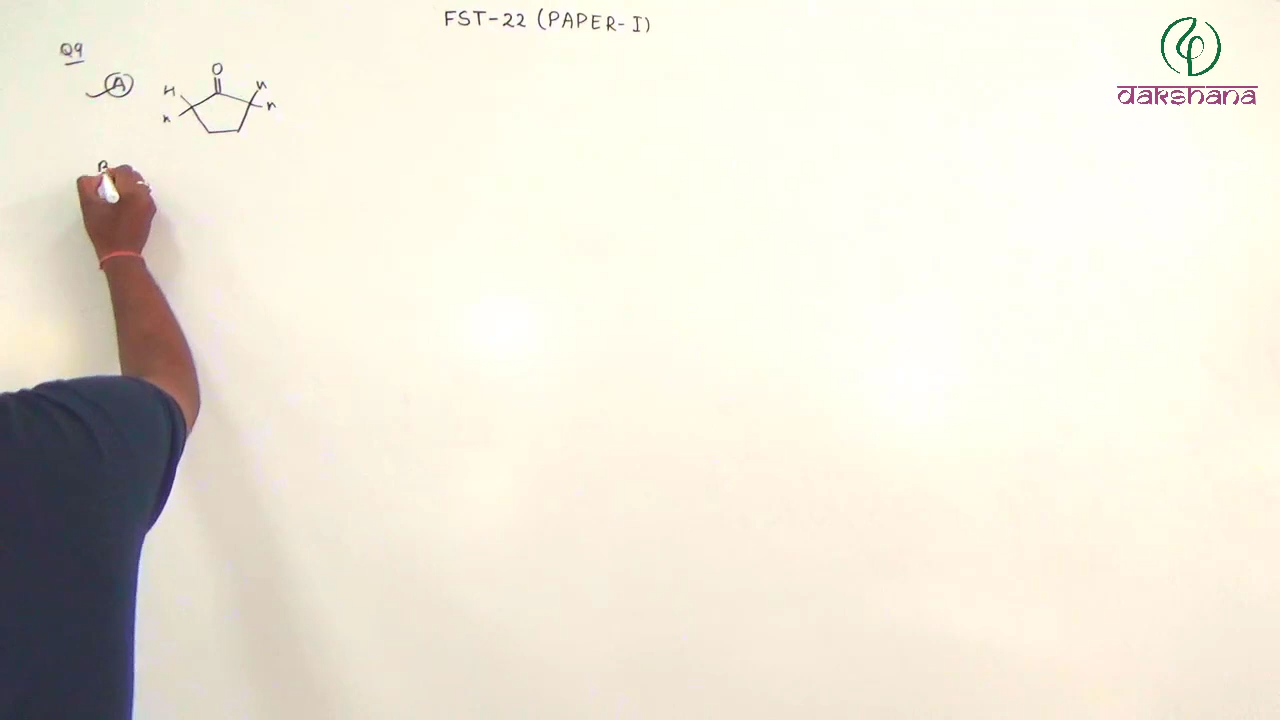 FST-22 (PAPER-I)
dakshana
Q9
A
O
H H
H H
B